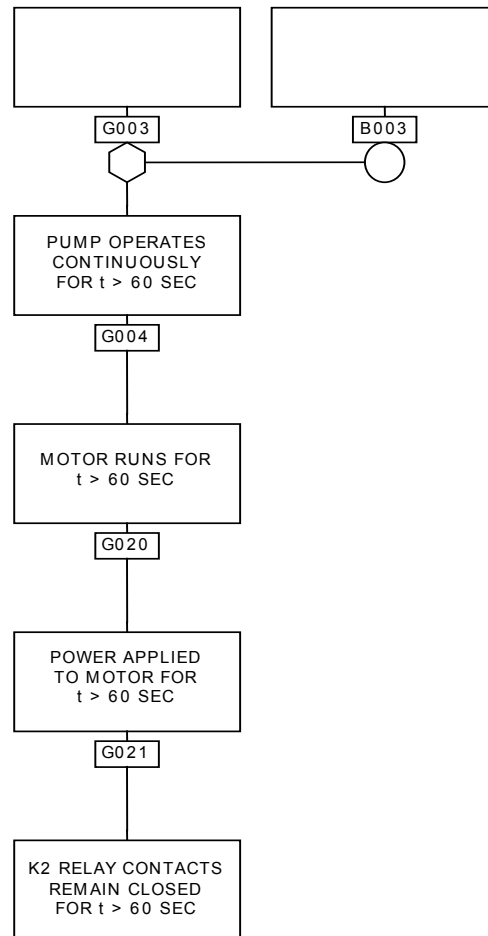 G003
B003
PUMP OPERATES
CONTINUOUSLY
FOR t > 60 SEC
G004
MOTOR RUNS FOR
t > 60 SEC
G020
POWER APPLIED
TO MOTOR FOR
t > 60 SEC
G021
K2 RELAY CONTACTS
REMAIN CLOSED
FOR t > 60 SEC